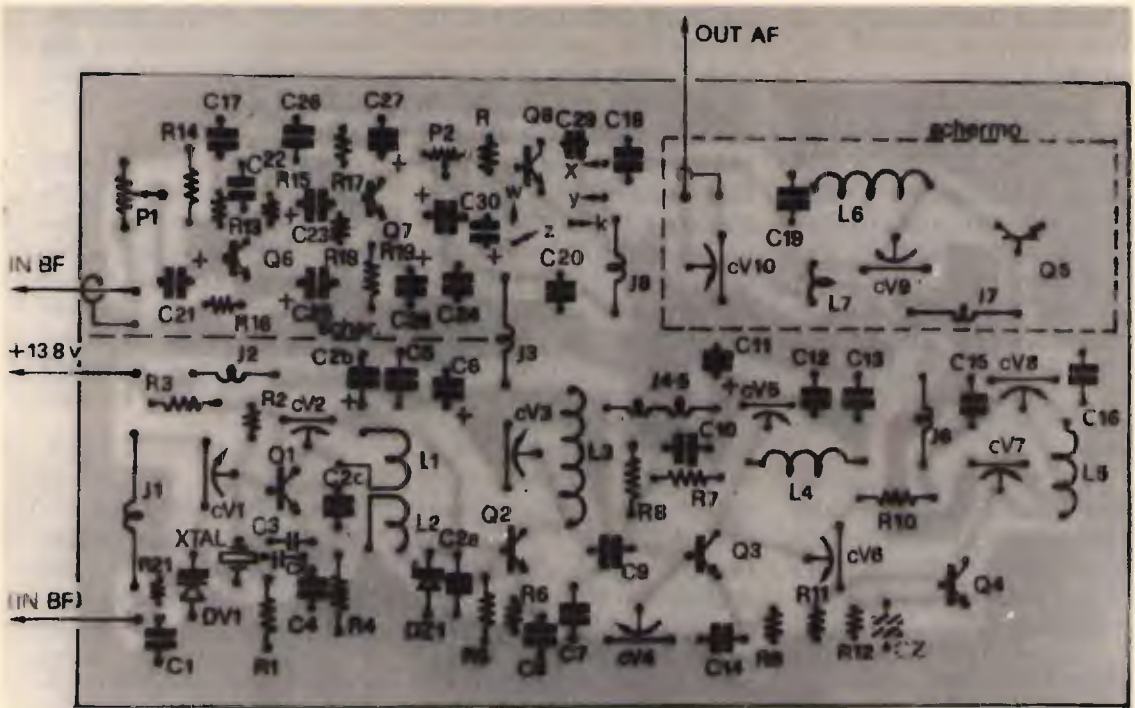 OUT AF
C17 C26 C27 P2 R Q8 C29 C18 schermo
R14 C22 R15 R17 X
P1 R13 C23 Q7 C30 w y k z L6
C19 Q5
IN BF Q6 R18 R19 C20 J8 cV10 L7 cV9 J7
C21 R16 C24
+13 8 v J2 C2b C5 C6 J3 C11 C12 C13 C15 cV8
R3 R2 cV2 cV3 J4-5 cV5 C16
J1 cV1 Q1 C2c L1 L3 C10 J6 cV7
R8 R7 L4 R10 L5
XTAL C3 L2 C2a Q2 C9 Q3 cV6 Q4
R21 DV1 C4 R4 DZ1 R6 R11
(IN BF) C1 R1 C7 cV4 C14 R12 *CZ